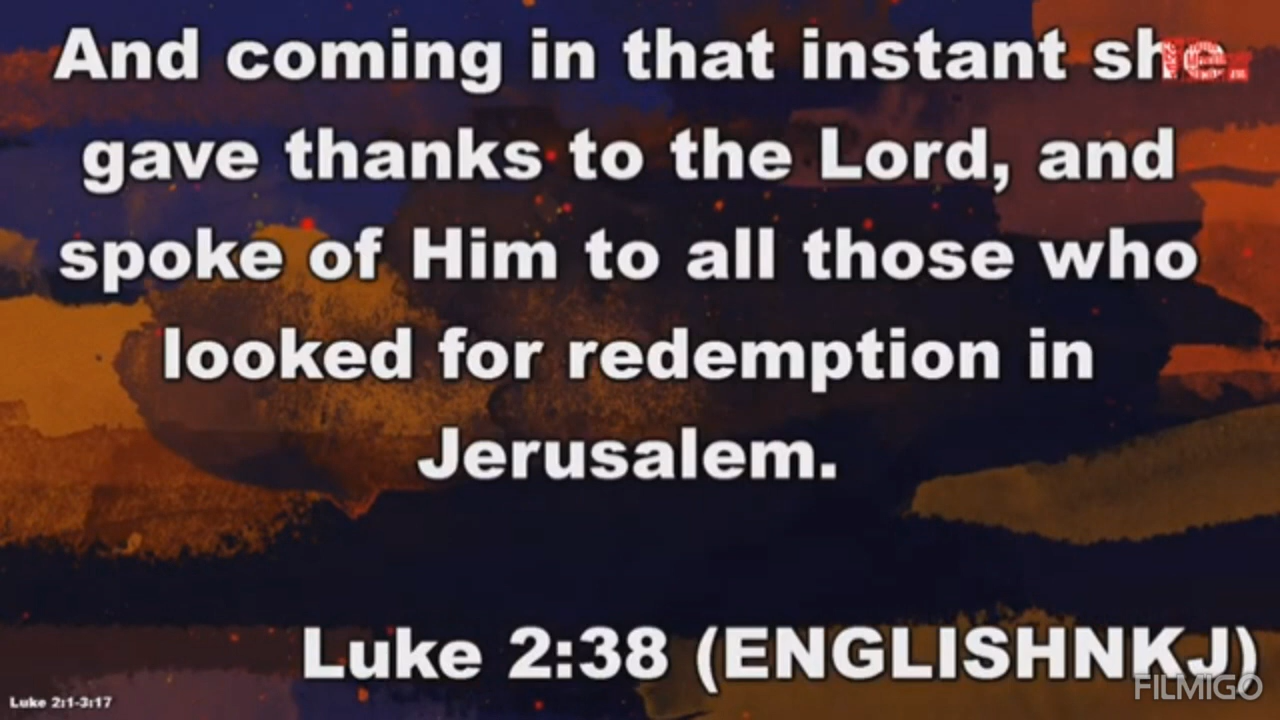 And coming in that instant she
gave thanks to the Lord, and
spoke of Him to all those who
looked for redemption in
Jerusalem.
Luke 2:38 (ENGLISHNKJ)
FILMIGO
Luke 2:1-3:17